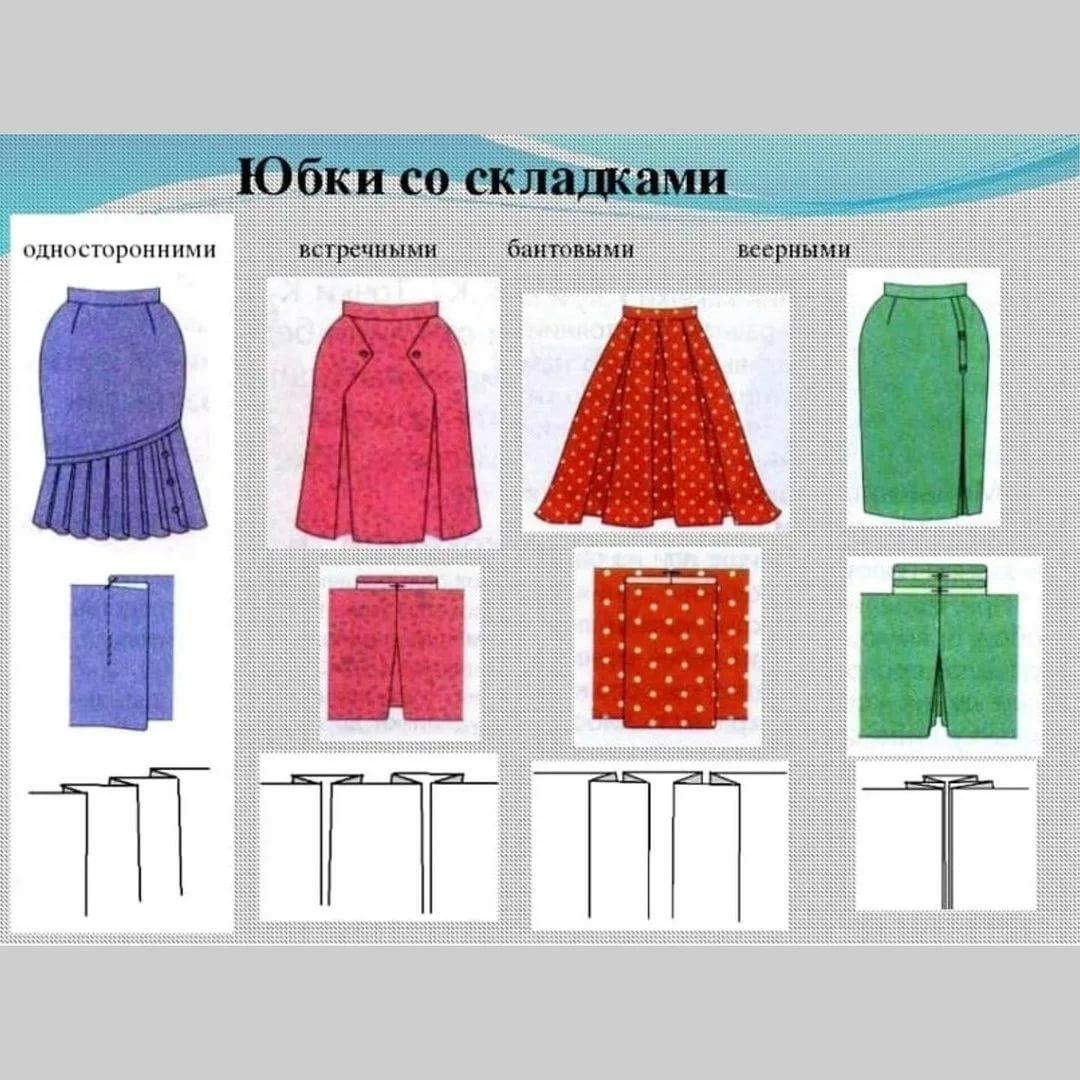 Юбки со складками
односторонними встречными бантовыми веерными